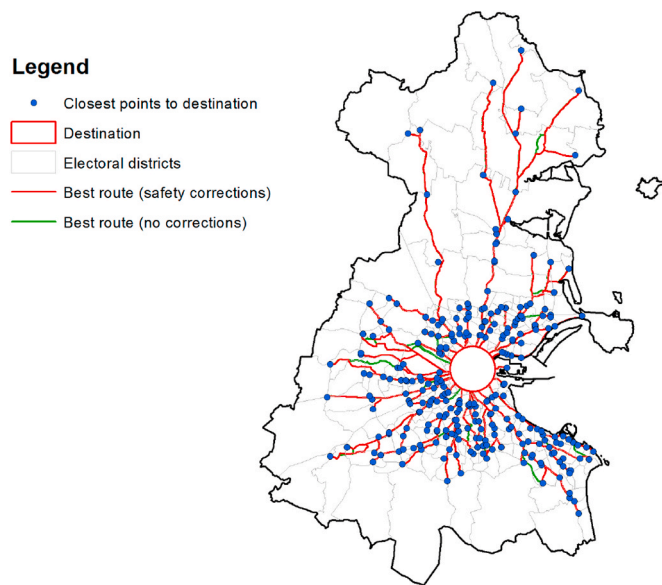 Legend
Closest points to destination
Destination
Electoral districts
Best route (safety corrections)
Best route (no corrections)